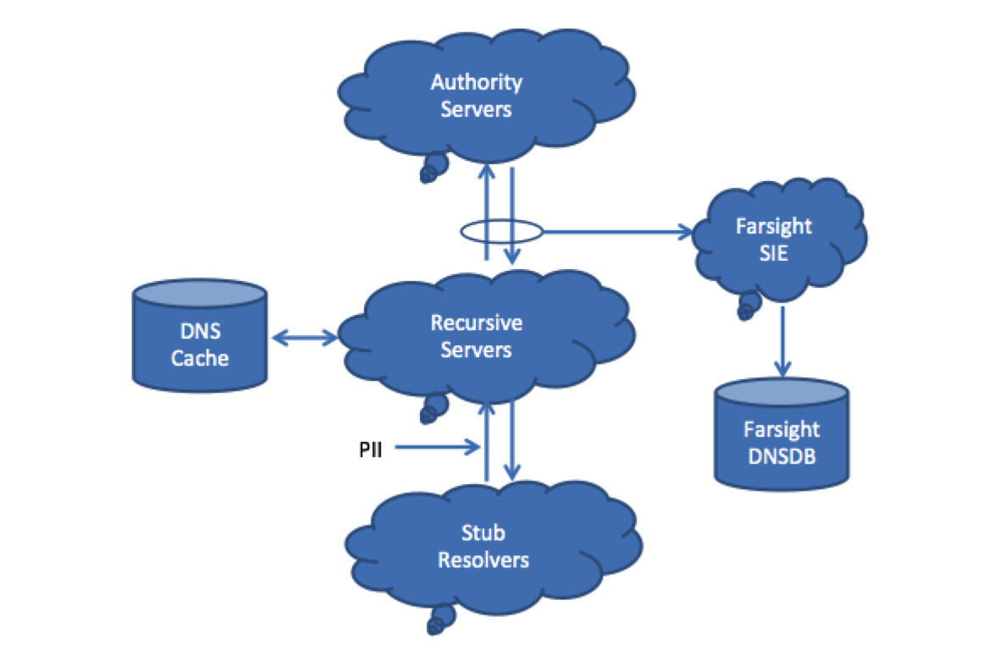 Authority
Servers
Farsight
SIE
DNS
Cache
Recursive
Servers
PII
Farsight
DNSDB
Stub
Resolvers